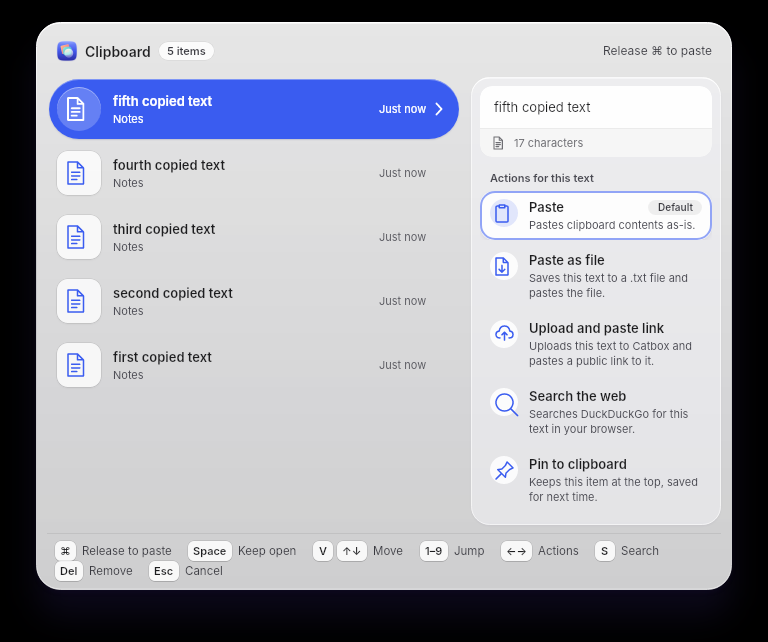 Clipboard 5 items
Release ⌘ to paste
fifth copied text
Notes
Just now
fourth copied text
Notes
Just now
third copied text
Notes
Just now
second copied text
Notes
Just now
first copied text
Notes
Just now
fifth copied text
17 characters
Actions for this text
Paste Default
Pastes clipboard contents as-is.
Paste as file
Saves this text to a .txt file and
pastes the file.
Upload and paste link
Uploads this text to Catbox and
pastes a public link to it.
Search the web
Searches DuckDuckGo for this
text in your browser.
Pin to clipboard
Keeps this item at the top, saved
for next time.
⌘ Release to paste Space Keep open V ↑↓ Move 1–9 Jump ←→ Actions S Search
Del Remove Esc Cancel